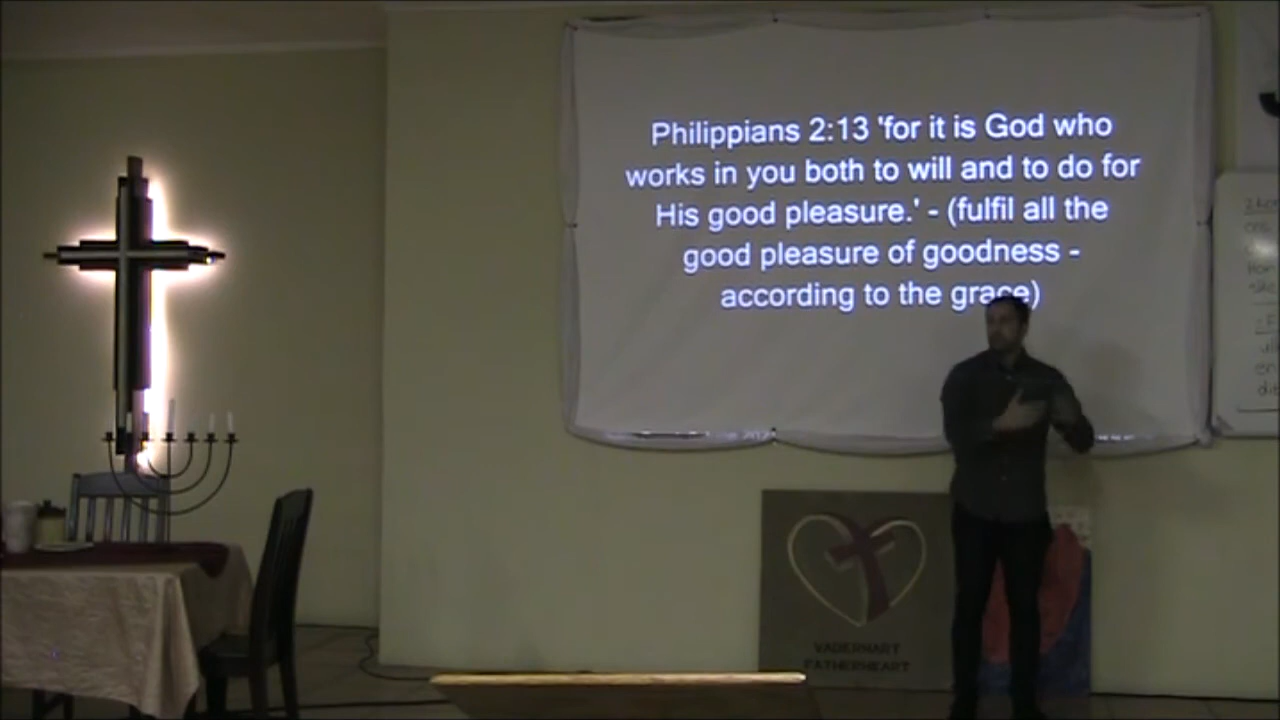 Philippians 2:13 'for it is God who
works in you both to will and to do for
His good pleasure.' - (fulfil all the
good pleasure of goodness -
according to the grace)
VADERHART
FATHERHEART